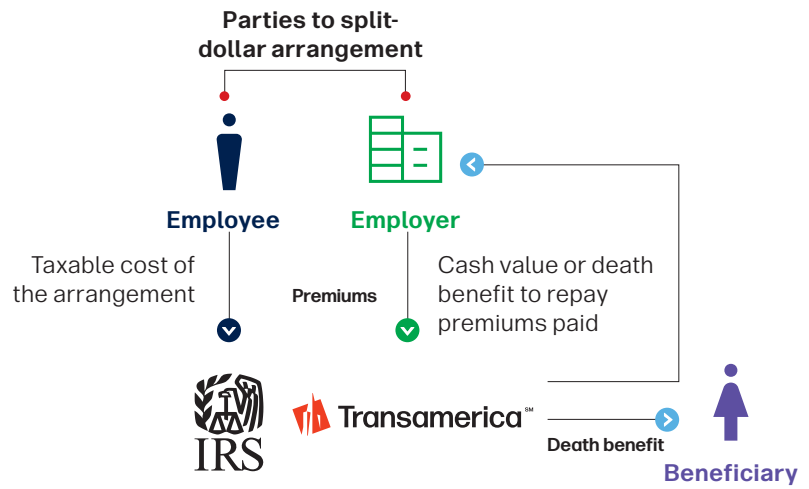 Parties to split-
dollar arrangement
Employee
Employer
Taxable cost of
the arrangement
Premiums
Cash value or death
benefit to repay
premiums paid
IRS
Transamerica℠
Death benefit
Beneficiary